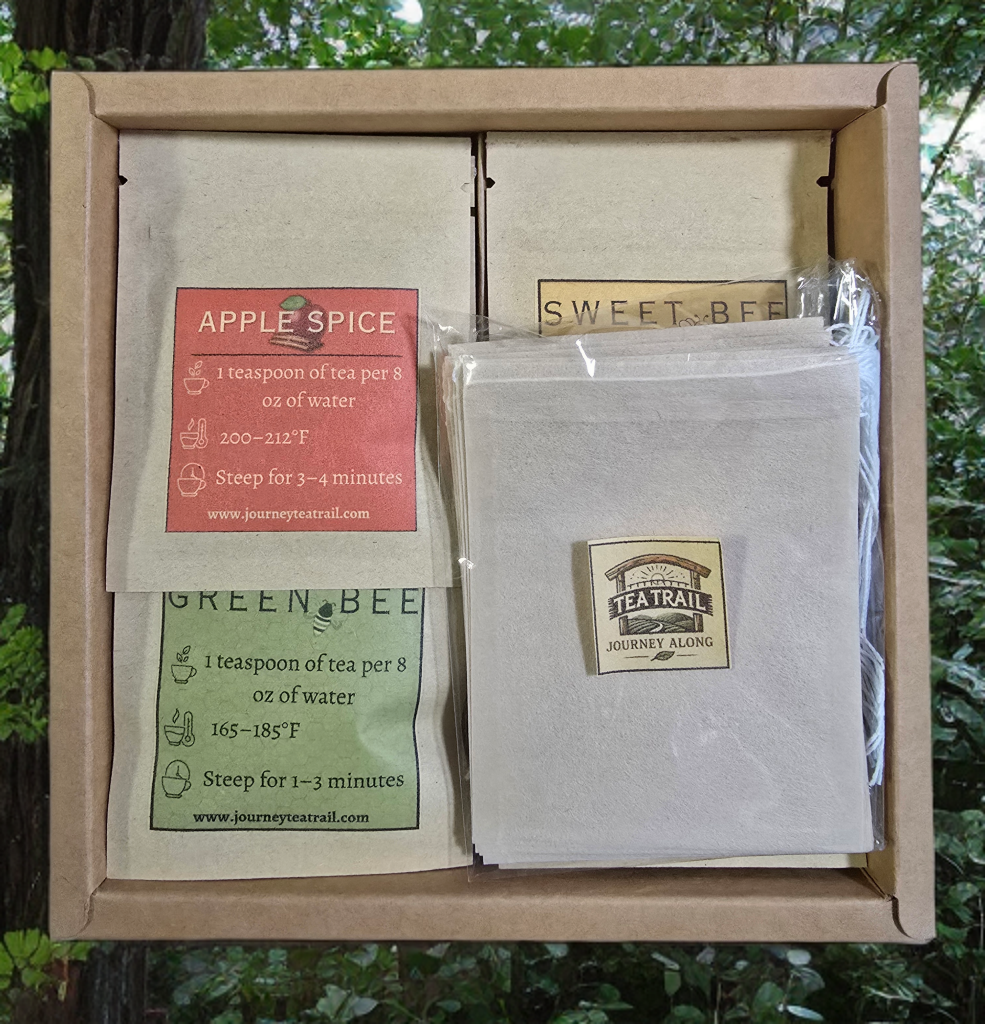 APPLE SPICE
1 teaspoon of tea per 8
oz of water
200–212°F
Steep for 3–4 minutes
www.journeyteatrail.com
SWEET BEE
GREEN BEE
1 teaspoon of tea per 8
oz of water
165–185°F
Steep for 1–3 minutes
www.journeyteatrail.com
TEA TRAIL
JOURNEY ALONG